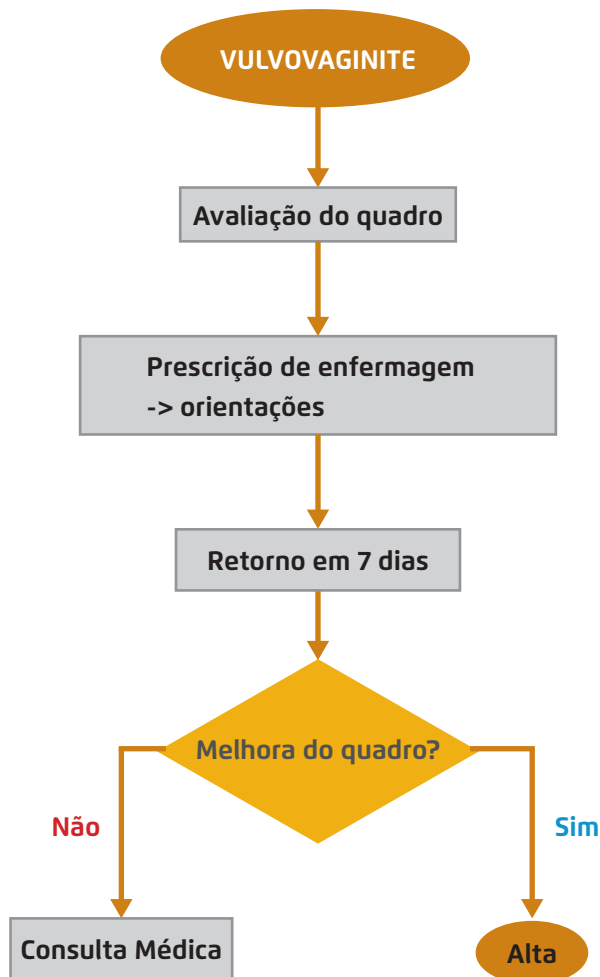 VULVOVAGINITE
Avaliação do quadro
Prescrição de enfermagem
-> orientações
Retorno em 7 dias
Melhora do quadro?
Não
Sim
Consulta Médica
Alta